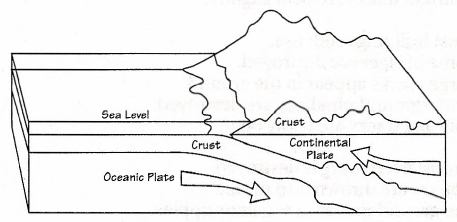 Sea Level
Crust
Crust
Continental
Plate
Oceanic Plate